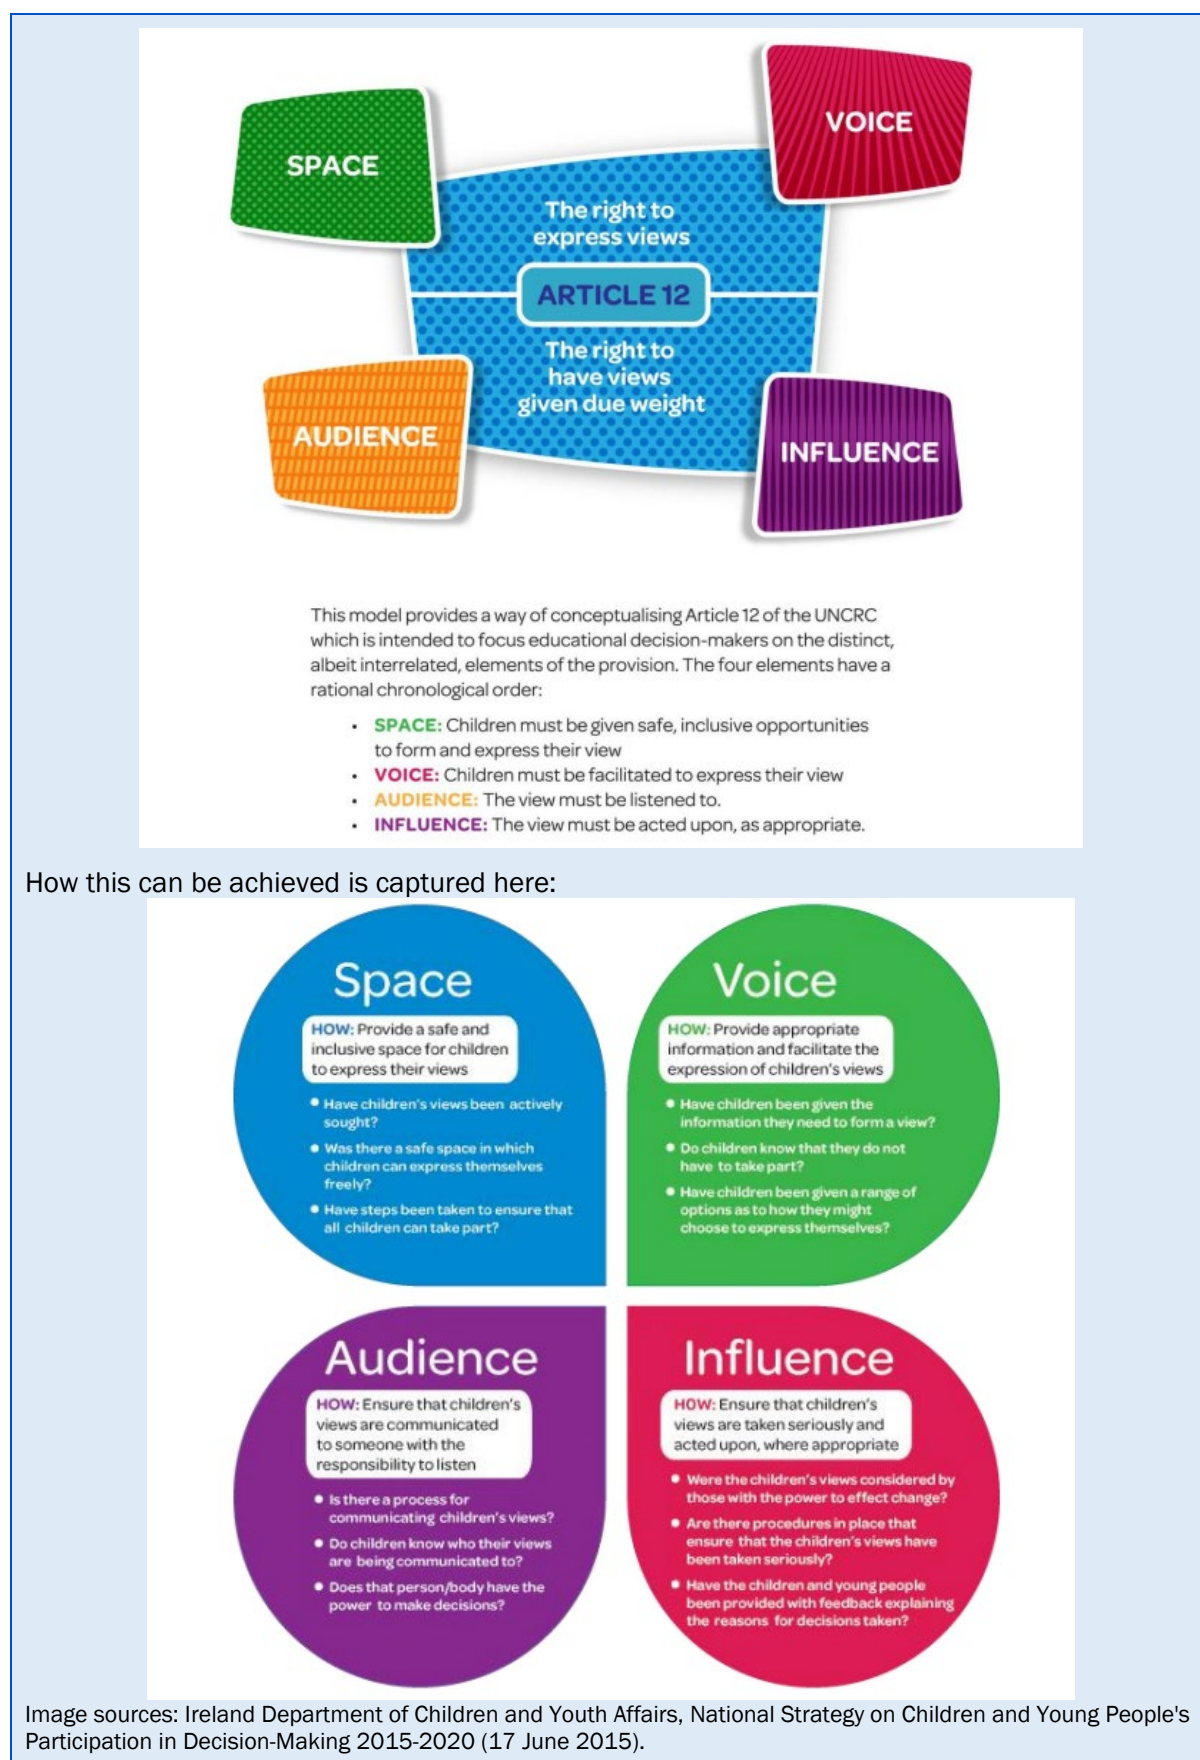 SPACE
VOICE
The right to
express views
ARTICLE 12
The right to
have views
given due weight
AUDIENCE
INFLUENCE
This model provides a way of conceptualising Article 12 of the UNCRC
which is intended to focus educational decision-makers on the distinct,
albeit interrelated, elements of the provision. The four elements have a
rational chronological order:
• SPACE: Children must be given safe, inclusive opportunities
to form and express their view
• VOICE: Children must be facilitated to express their view
• AUDIENCE: The view must be listened to.
• INFLUENCE: The view must be acted upon, as appropriate.
How this can be achieved is captured here:
Space
HOW: Provide a safe and
inclusive space for children
to express their views
• Have children's views been actively
sought?
• Was there a safe space in which
children can express themselves
freely?
• Have steps been taken to ensure that
all children can take part?
Voice
HOW: Provide appropriate
information and facilitate the
expression of children's views
• Have children been given the
information they need to form a view?
• Do children know that they do not
have to take part?
• Have children been given a range of
options as to how they might
choose to express themselves?
Audience
HOW: Ensure that children's
views are communicated
to someone with the
responsibility to listen
• Is there a process for
communicating children's views?
• Do children know who their views
are being communicated to?
• Does that person/body have the
power to make decisions?
Influence
HOW: Ensure that children's
views are taken seriously and
acted upon, where appropriate
• Were the children's views considered by
those with the power to effect change?
• Are there procedures in place that
ensure that the children's views have
been taken seriously?
• Have the children and young people
been provided with feedback explaining
the reasons for decisions taken?
Image sources: Ireland Department of Children and Youth Affairs, National Strategy on Children and Young People's
Participation in Decision-Making 2015-2020 (17 June 2015).